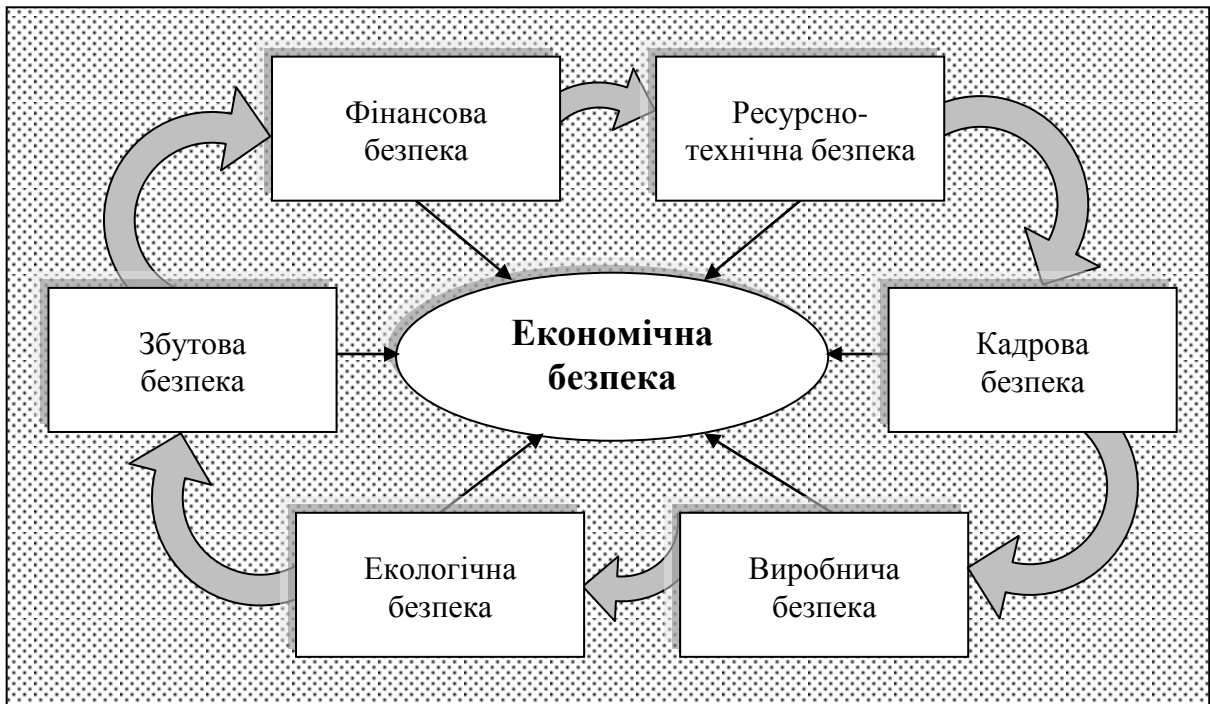 Фінансова
безпека
Ресурсно-
технічна безпека
Збутова
безпека
Економічна
безпека
Кадрова
безпека
Екологічна
безпека
Виробнича
безпека